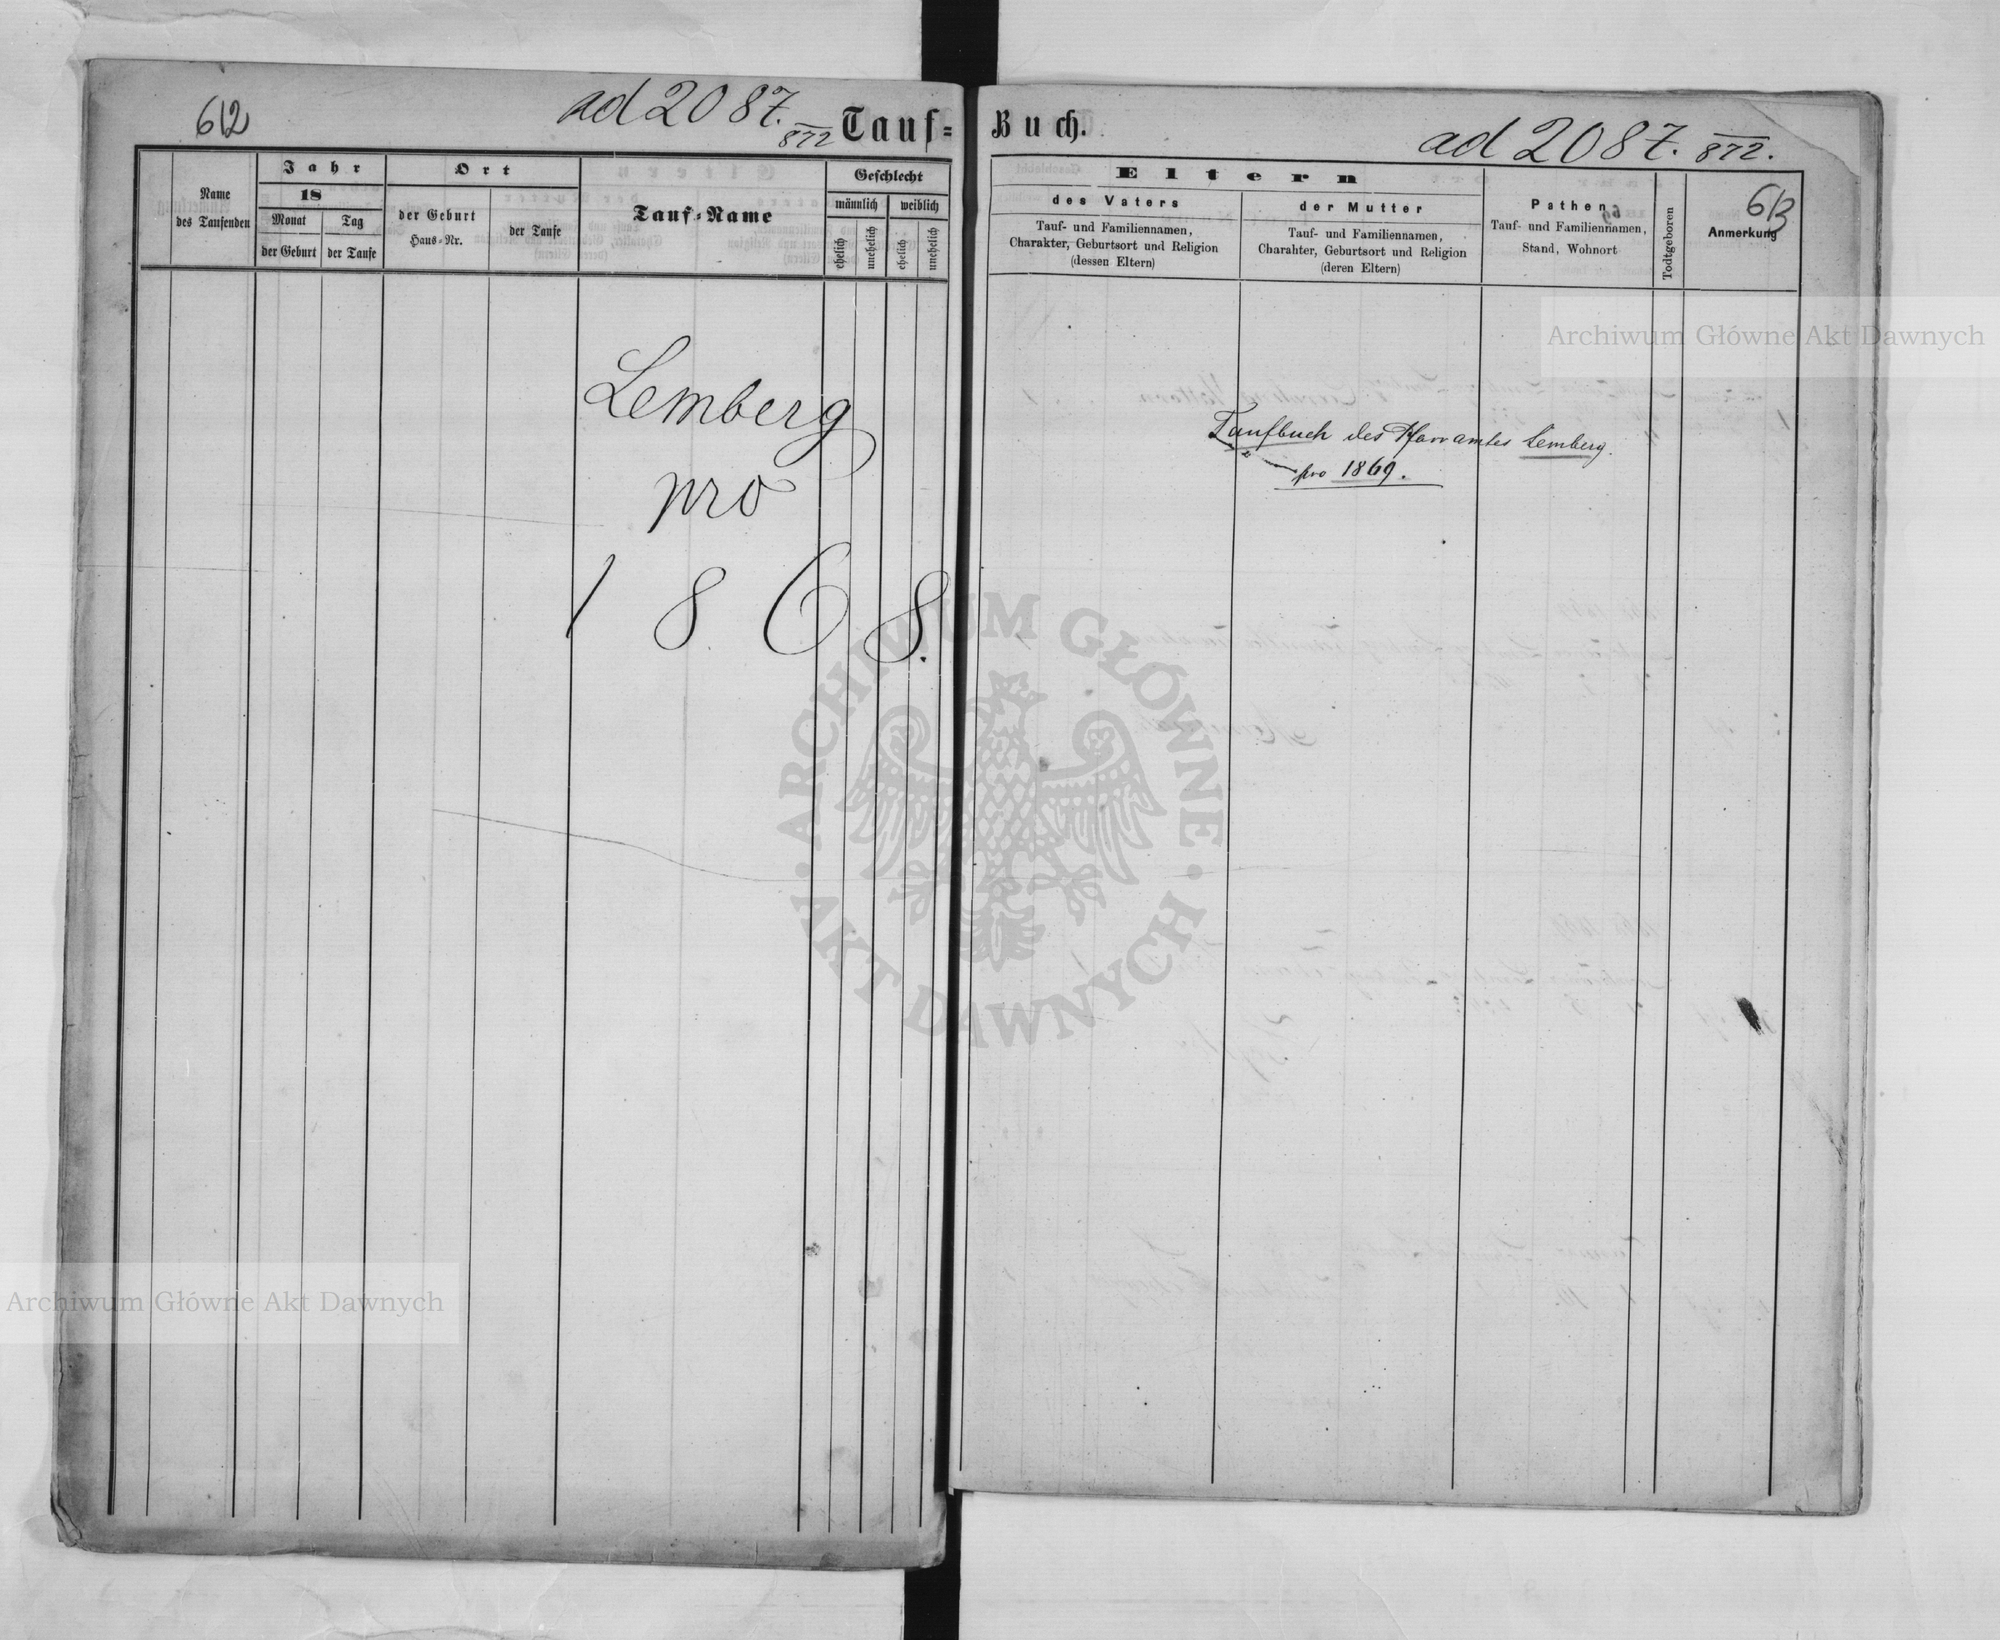 612
ad 2087.
872
Tauf=
Name
des Taufenden
Jahr
18
Monat
Tag
der Geburt
der Taufe
Ort
der Geburt
Haus=Nr.
der Taufe
Tauf=Name
Geschlecht
männlich
weiblich
ehelich
unehelich
ehelich
unehelich
Lemberg
pro
1868.
Buch.
ad 2087.
872.
613
Eltern
des Vaters
Tauf- und Familiennamen,
Charakter, Geburtsort und Religion
(dessen Eltern)
der Mutter
Tauf- und Familiennamen,
Charahter, Geburtsort und Religion
(deren Eltern)
Pathen
Tauf- und Familiennamen,
Stand, Wohnort
Todtgeboren
Anmerkung
Taufbuch des Pfarramtes Lemberg.
pro 1869.
Archiwum Główne Akt Dawnych
ARCHIWUM GŁÓWNE
AKT DAWNYCH
Archiwum Główne Akt Dawnych